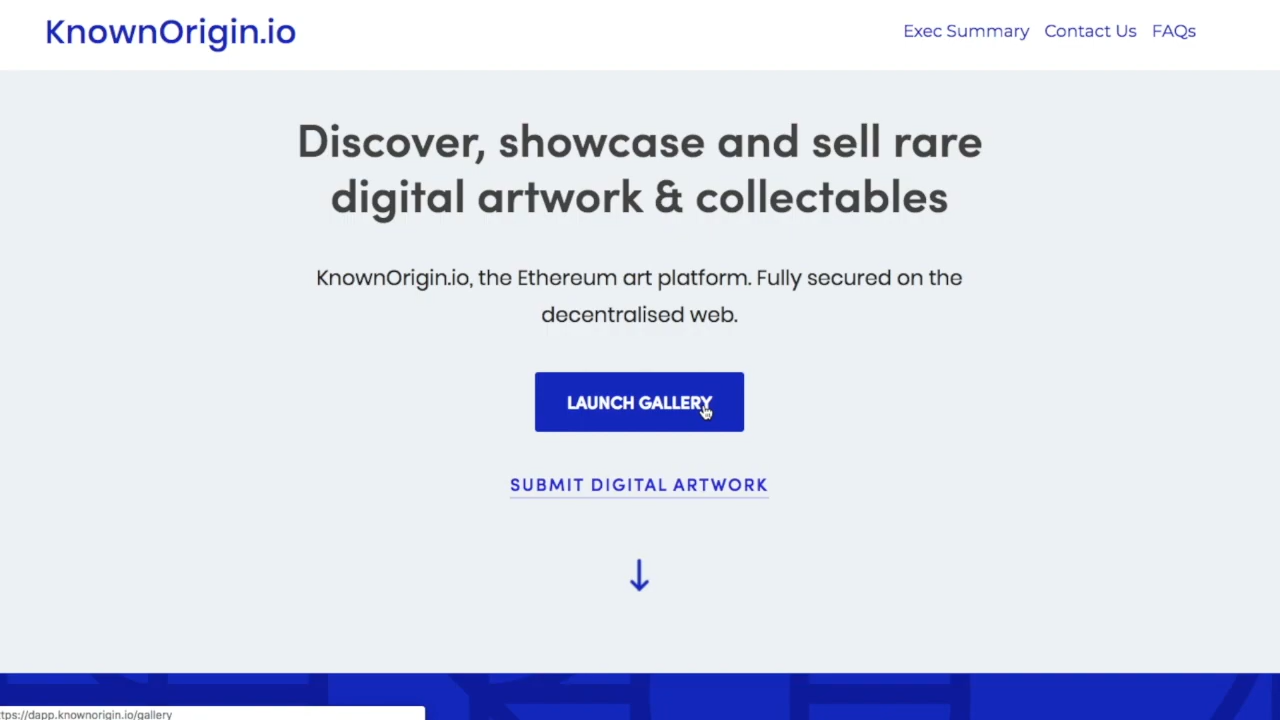 KnownOrigin.io
Exec Summary Contact Us FAQs
Discover, showcase and sell rare
digital artwork & collectables
KnownOrigin.io, the Ethereum art platform. Fully secured on the
decentralised web.
LAUNCH GALLERY
SUBMIT DIGITAL ARTWORK
tps://dapp.knownorigin.io/gallery